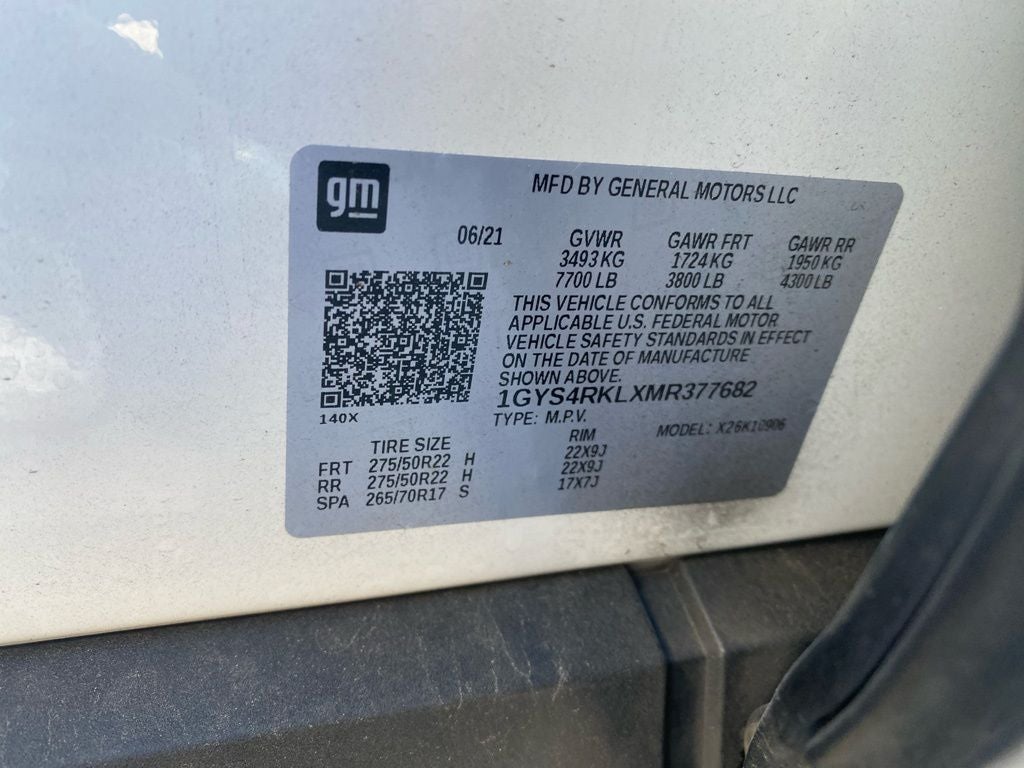 gm
MFD BY GENERAL MOTORS LLC
06/21 GVWR GAWR FRT GAWR RR
3493 KG 1724 KG 1950 KG
7700 LB 3800 LB 4300 LB
THIS VEHICLE CONFORMS TO ALL
APPLICABLE U.S. FEDERAL MOTOR
VEHICLE SAFETY STANDARDS IN EFFECT
ON THE DATE OF MANUFACTURE
SHOWN ABOVE.
1GYS4RKLXMR377682
140X
TYPE: M.P.V. MODEL: X26K10906
TIRE SIZE RIM
FRT 275/50R22 H 22X9J
RR 275/50R22 H 22X9J
SPA 265/70R17 S 17X7J